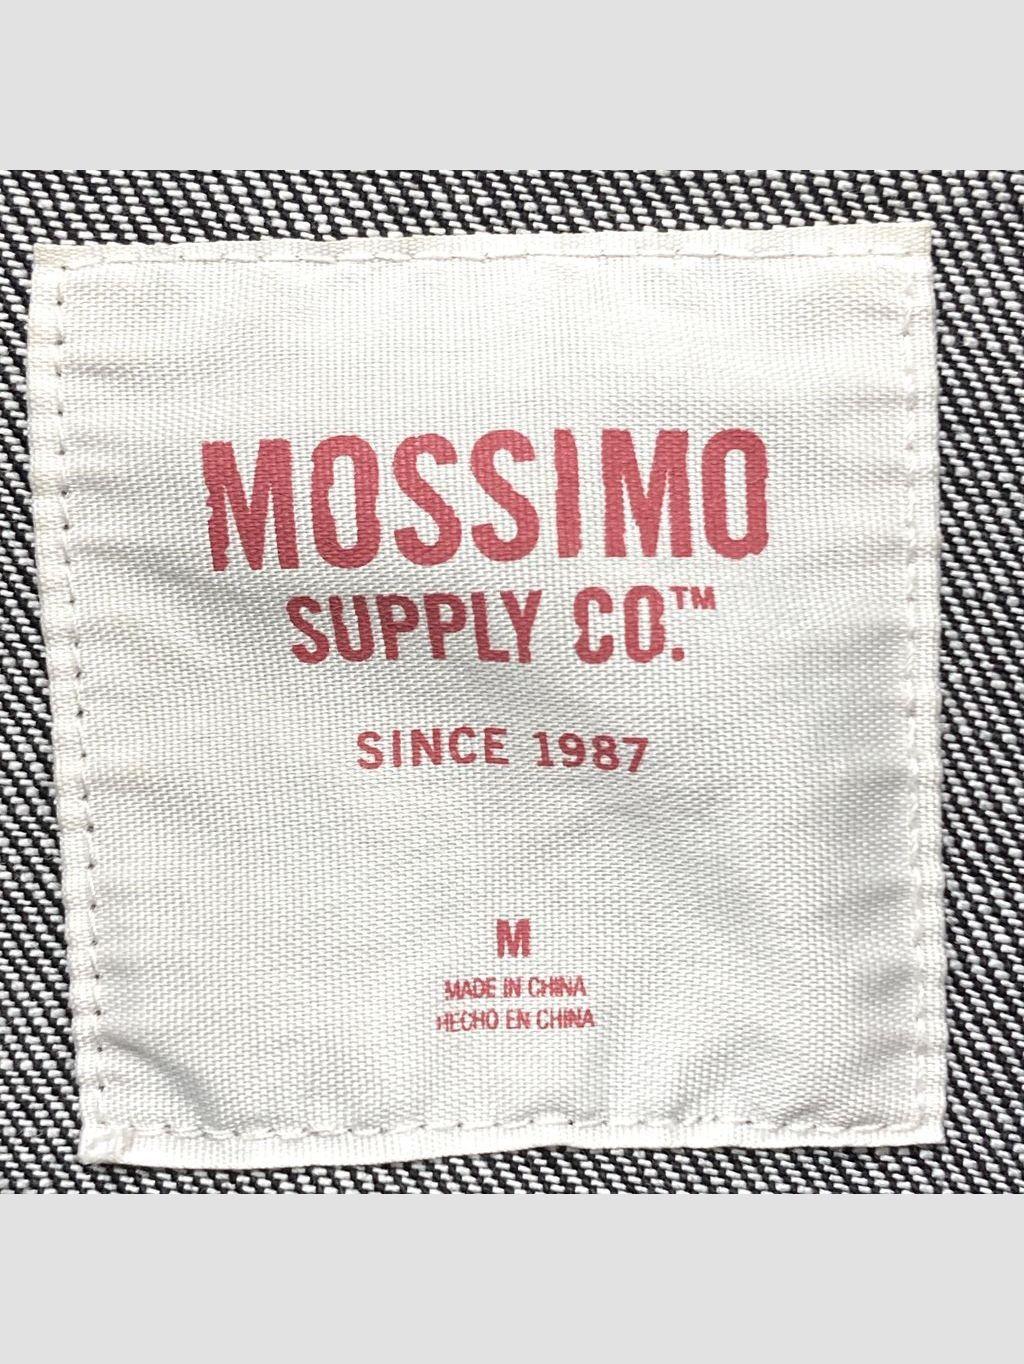 MOSSIMO
SUPPLY CO.™
SINCE 1987
M
MADE IN CHINA
HECHO EN CHINA